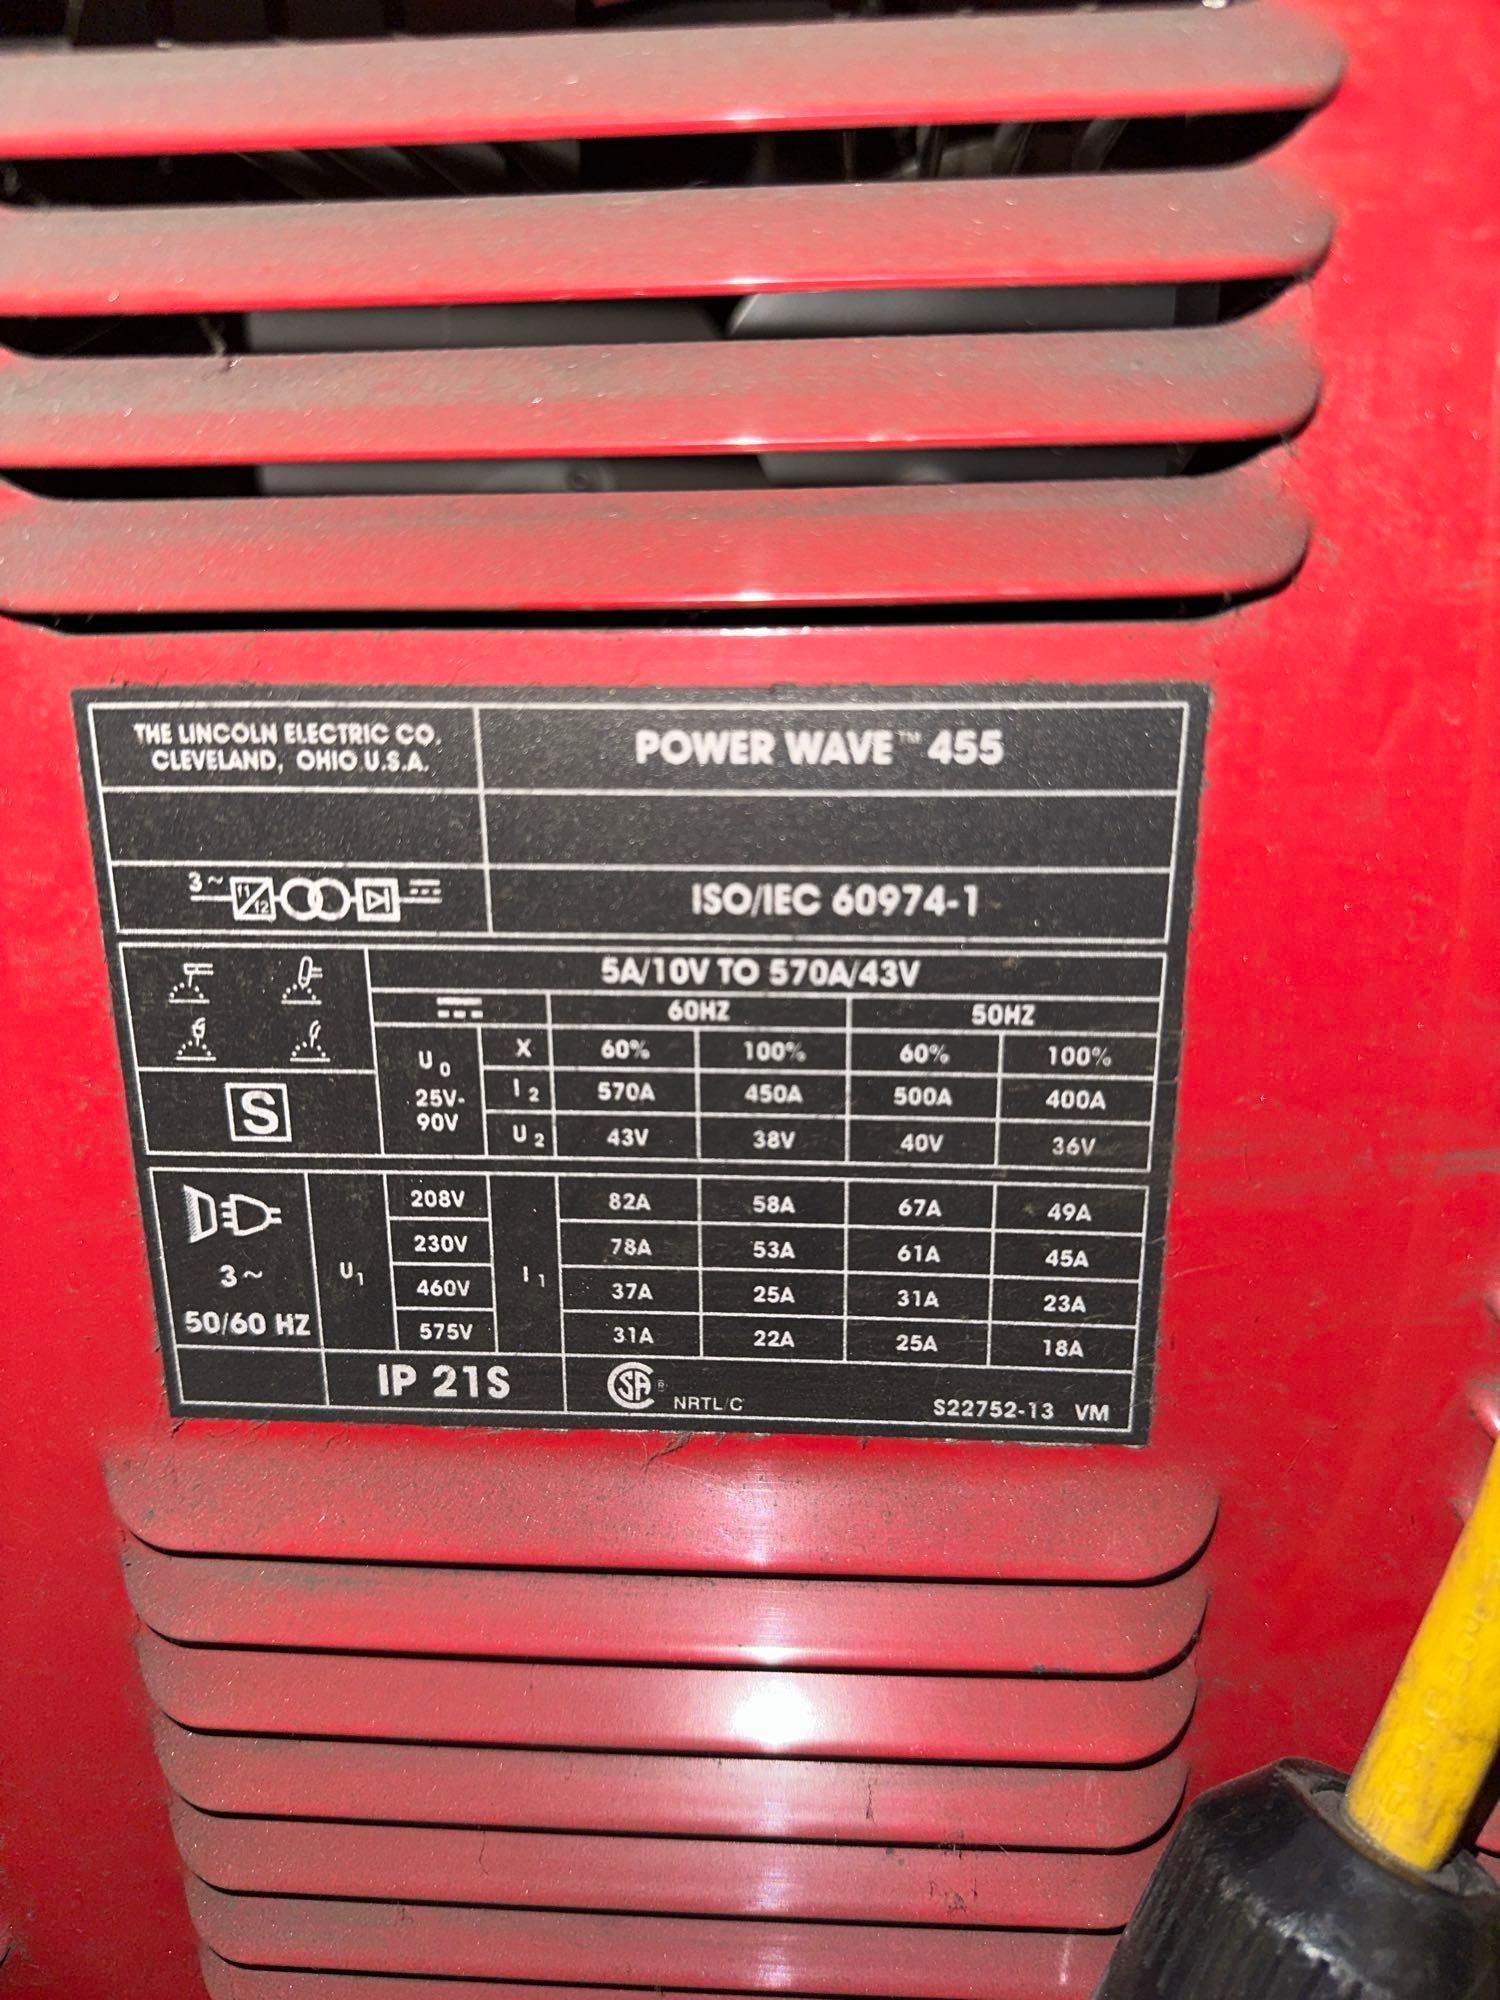 THE LINCOLN ELECTRIC CO.
CLEVELAND, OHIO U.S.A.
POWER WAVE™ 455
3~ f1 f2
ISO/IEC 60974-1
5A/10V TO 570A/43V
60HZ 50HZ
U0 25V-90V
X 60% 100% 60% 100%
I2 570A 450A 500A 400A
U2 43V 38V 40V 36V
S
3~
50/60 HZ
U1 I1
208V 82A 58A 67A 49A
230V 78A 53A 61A 45A
460V 37A 25A 31A 23A
575V 31A 22A 25A 18A
IP 21S
CSA ® NRTL/C
S22752-13 VM